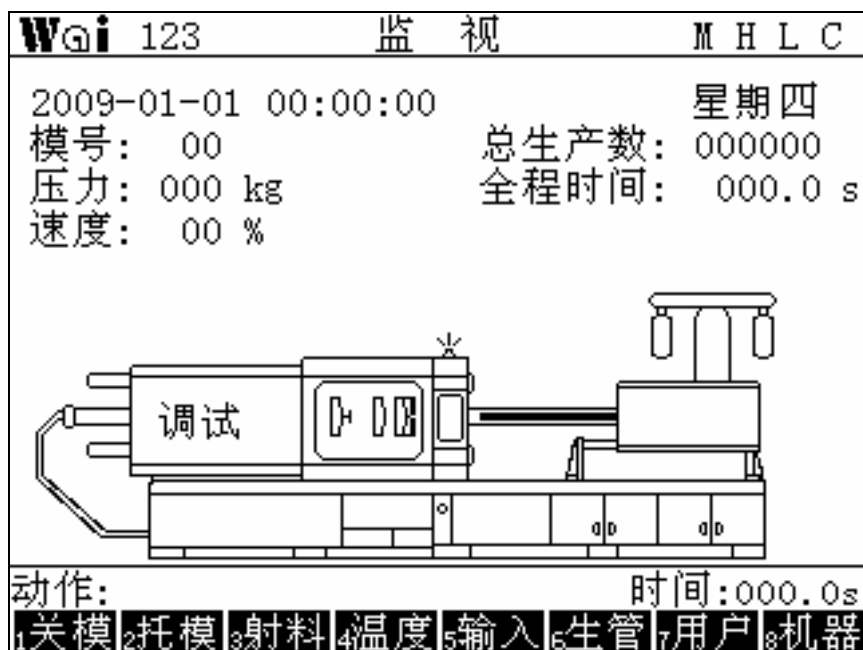 WGi 123 监 视 M H L C
2009-01-01 00:00:00 星期四
模号: 00 总生产数: 000000
压力: 000 kg 全程时间: 000.0 s
速度: 00 %
调试
动作: 时间:000.0s
1关模 2托模 3射料 4温度 5输入 6生管 7用户 8机器